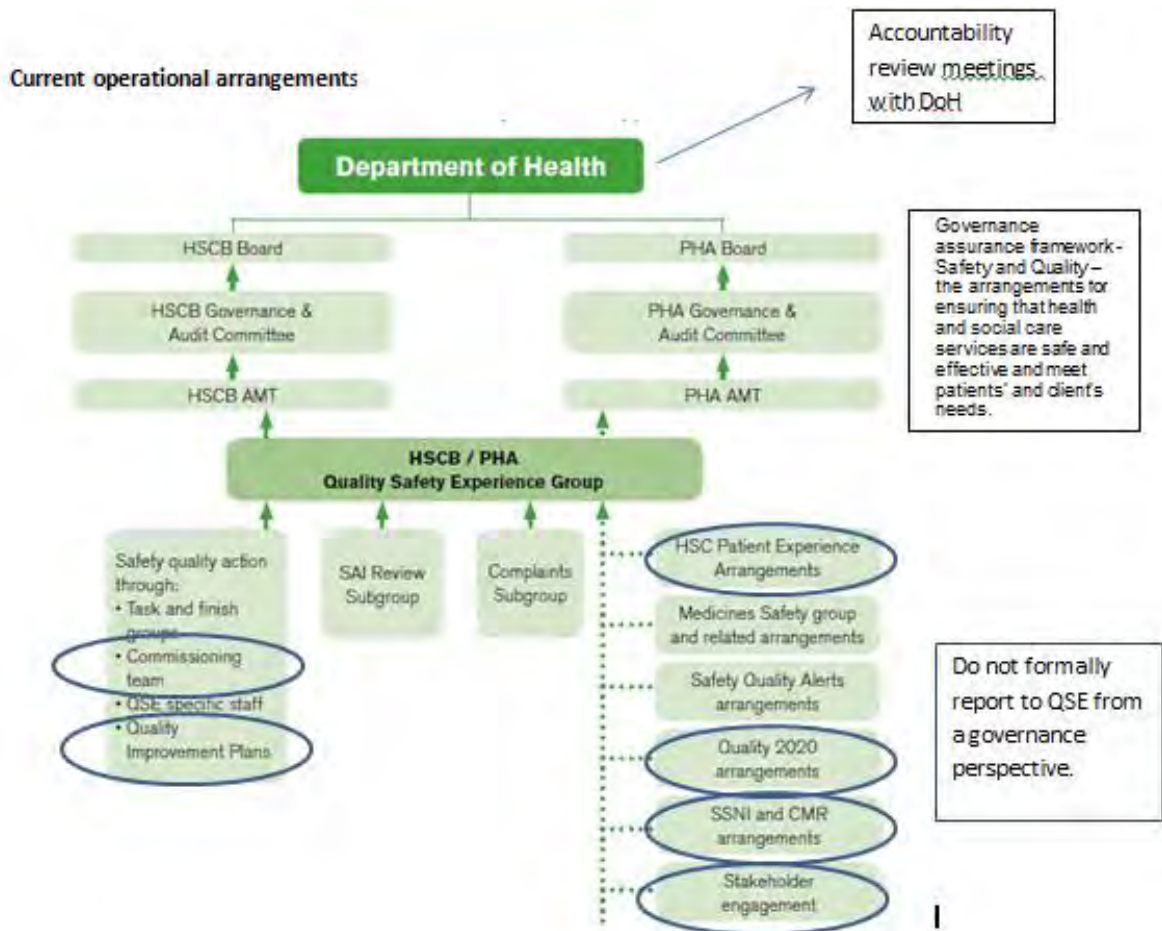 Current operational arrangements
Accountability
review meetings
with DoH
Department of Health
HSCB Board
PHA Board
HSCB Governance &
Audit Committee
PHA Governance &
Audit Committee
HSCB AMT
PHA AMT
Governance
assurance framework-
Safety and Quality –
the arrangements for
ensuring that health
and social care
services are safe and
effective and meet
patients' and client's
needs.
HSCB / PHA
Quality Safety Experience Group
Safety quality action
through:
• Task and finish
groups
• Commissioning
team
• QSE specific staff
• Quality
Improvement Plans
SAI Review
Subgroup
Complaints
Subgroup
HSC Patient Experience
Arrangements
Medicines Safety group
and related arrangements
Safety Quality Alerts
arrangements
Quality 2020
arrangements
SSNI and CMR
arrangements
Stakeholder
engagement
Do not formally
report to QSE from
a governance
perspective.